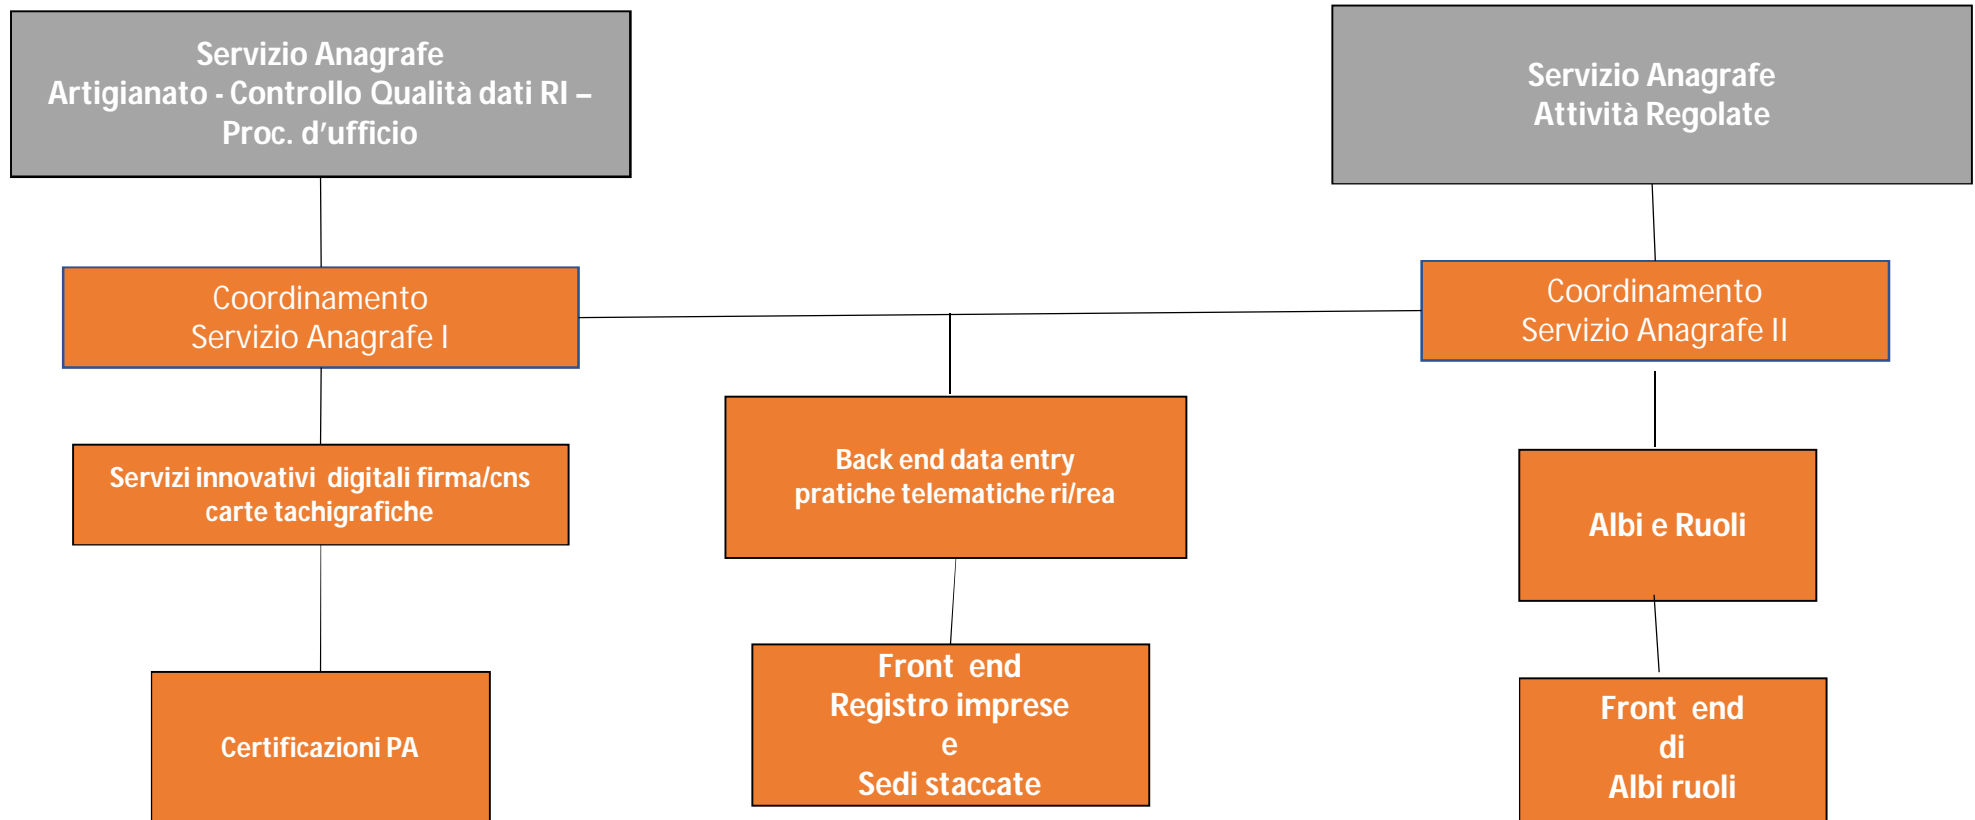 Servizio Anagrafe
Artigianato - Controllo Qualità dati RI –
Proc. d’ufficio
Servizio Anagrafe
Attività Regolate
Coordinamento
Servizio Anagrafe I
Coordinamento
Servizio Anagrafe II
Servizi innovativi digitali firma/cns
carte tachigrafiche
Back end data entry
pratiche telematiche ri/rea
Albi e Ruoli
Certificazioni PA
Front end
Registro imprese
e
Sedi staccate
Front end
di
Albi ruoli